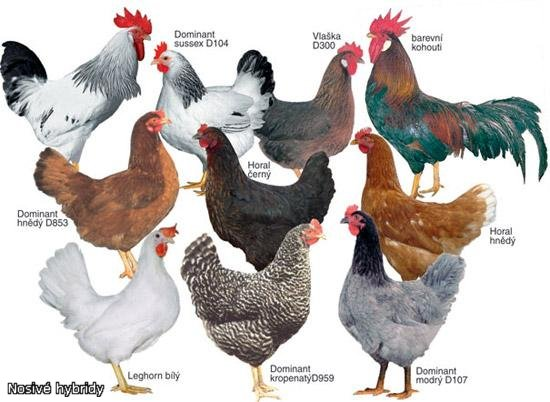 Dominant
sussex D104
Vlaška
D300
barevní
kohouti
Horal
černý
Dominant
hnědý D853
Horal
hnědý
Leghorn bílý
Dominant
kropenatýD959
Dominant
modrý D107
Nosivé hybridy